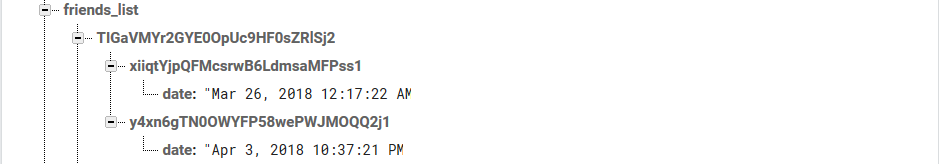 friends_list
TIGaVMYr2GYE0OpUc9HF0sZRlSj2
xiiqtYjpQFMcsrwB6LdmsaMFPss1
date: "Mar 26, 2018 12:17:22 AM
y4xn6gTN0OWYFP58wePWJMOQQ2j1
date: "Apr 3, 2018 10:37:21 PM